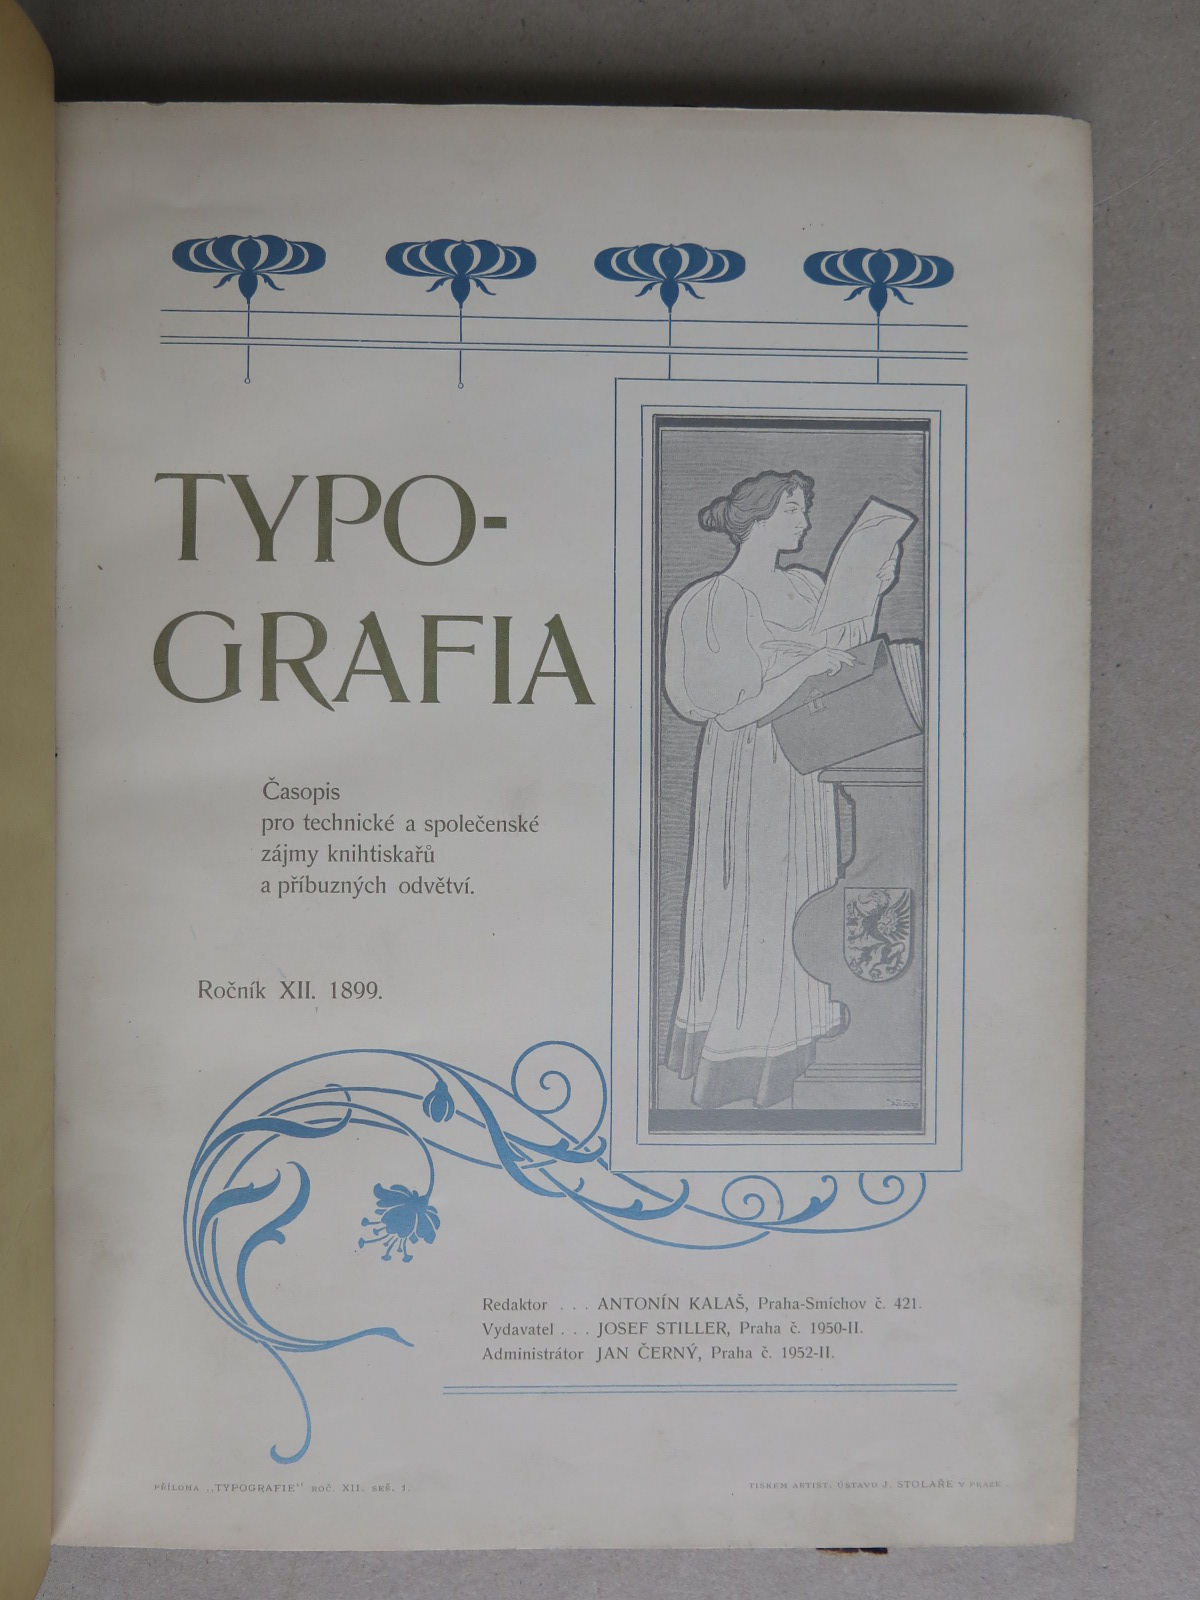 TYPO-
GRAFIA
Časopis
pro technické a společenské
zájmy knihtiskařů
a příbuzných odvětví.
Ročník XII. 1899.
Redaktor . . . ANTONÍN KALAŠ, Praha-Smíchov č. 421.
Vydavatel . . . JOSEF STILLER, Praha č. 1950-II.
Administrátor JAN ČERNÝ, Praha č. 1952-II.
PŘÍLOHA „TYPOGRAFIE“ ROČ. XII. SEŠ. 1.
TISKEM ARTIST. ÚSTAVU J. STOLAŘE V PRAZE.